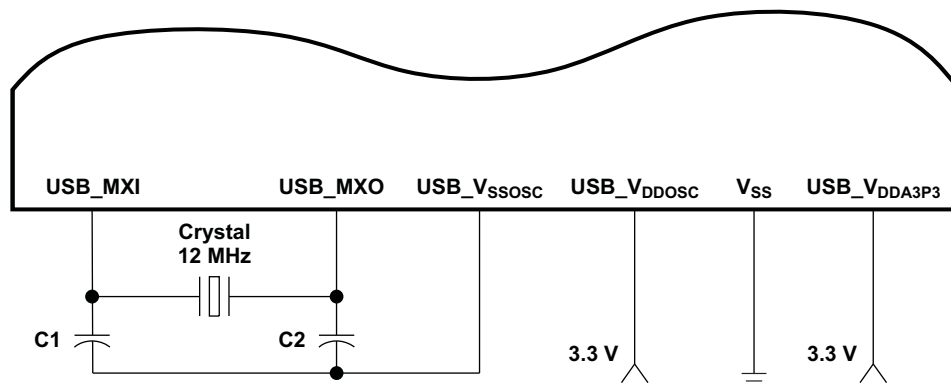 USB_MXI USB_MXO USB_VSSOSC USB_VDDOSC VSS USB_VDDA3P3
Crystal
12 MHz
C1 C2 3.3 V 3.3 V